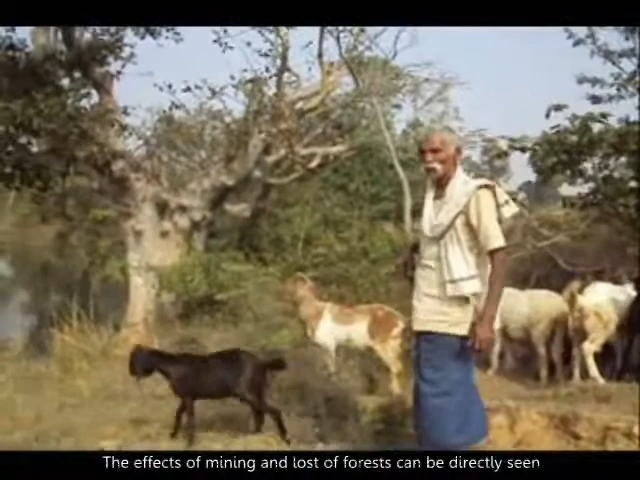 The effects of mining and lost of forests can be directly seen